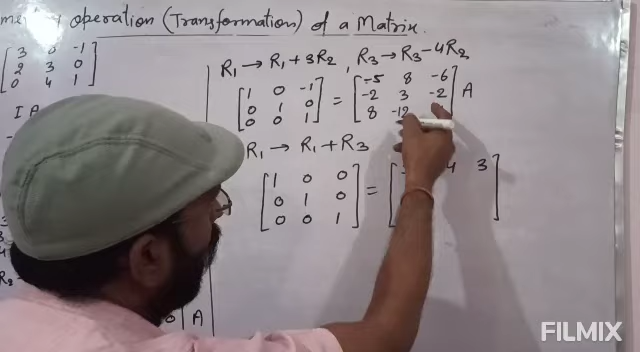 operation (Transformation) of a Matrix.
3 0 -1
2 3 0
0 4 1
I A
R₁ → R₁ + 3R₂ , R₃ → R₃ - 4R₂
1 0 -1
0 1 0
0 0 1
=
-5 8 -6
-2 3 -2
8 -12
A
R₁ → R₁ + R₃
1 0 0
0 1 0
0 0 1
=
4 3
R₂
0 A
FILMIX